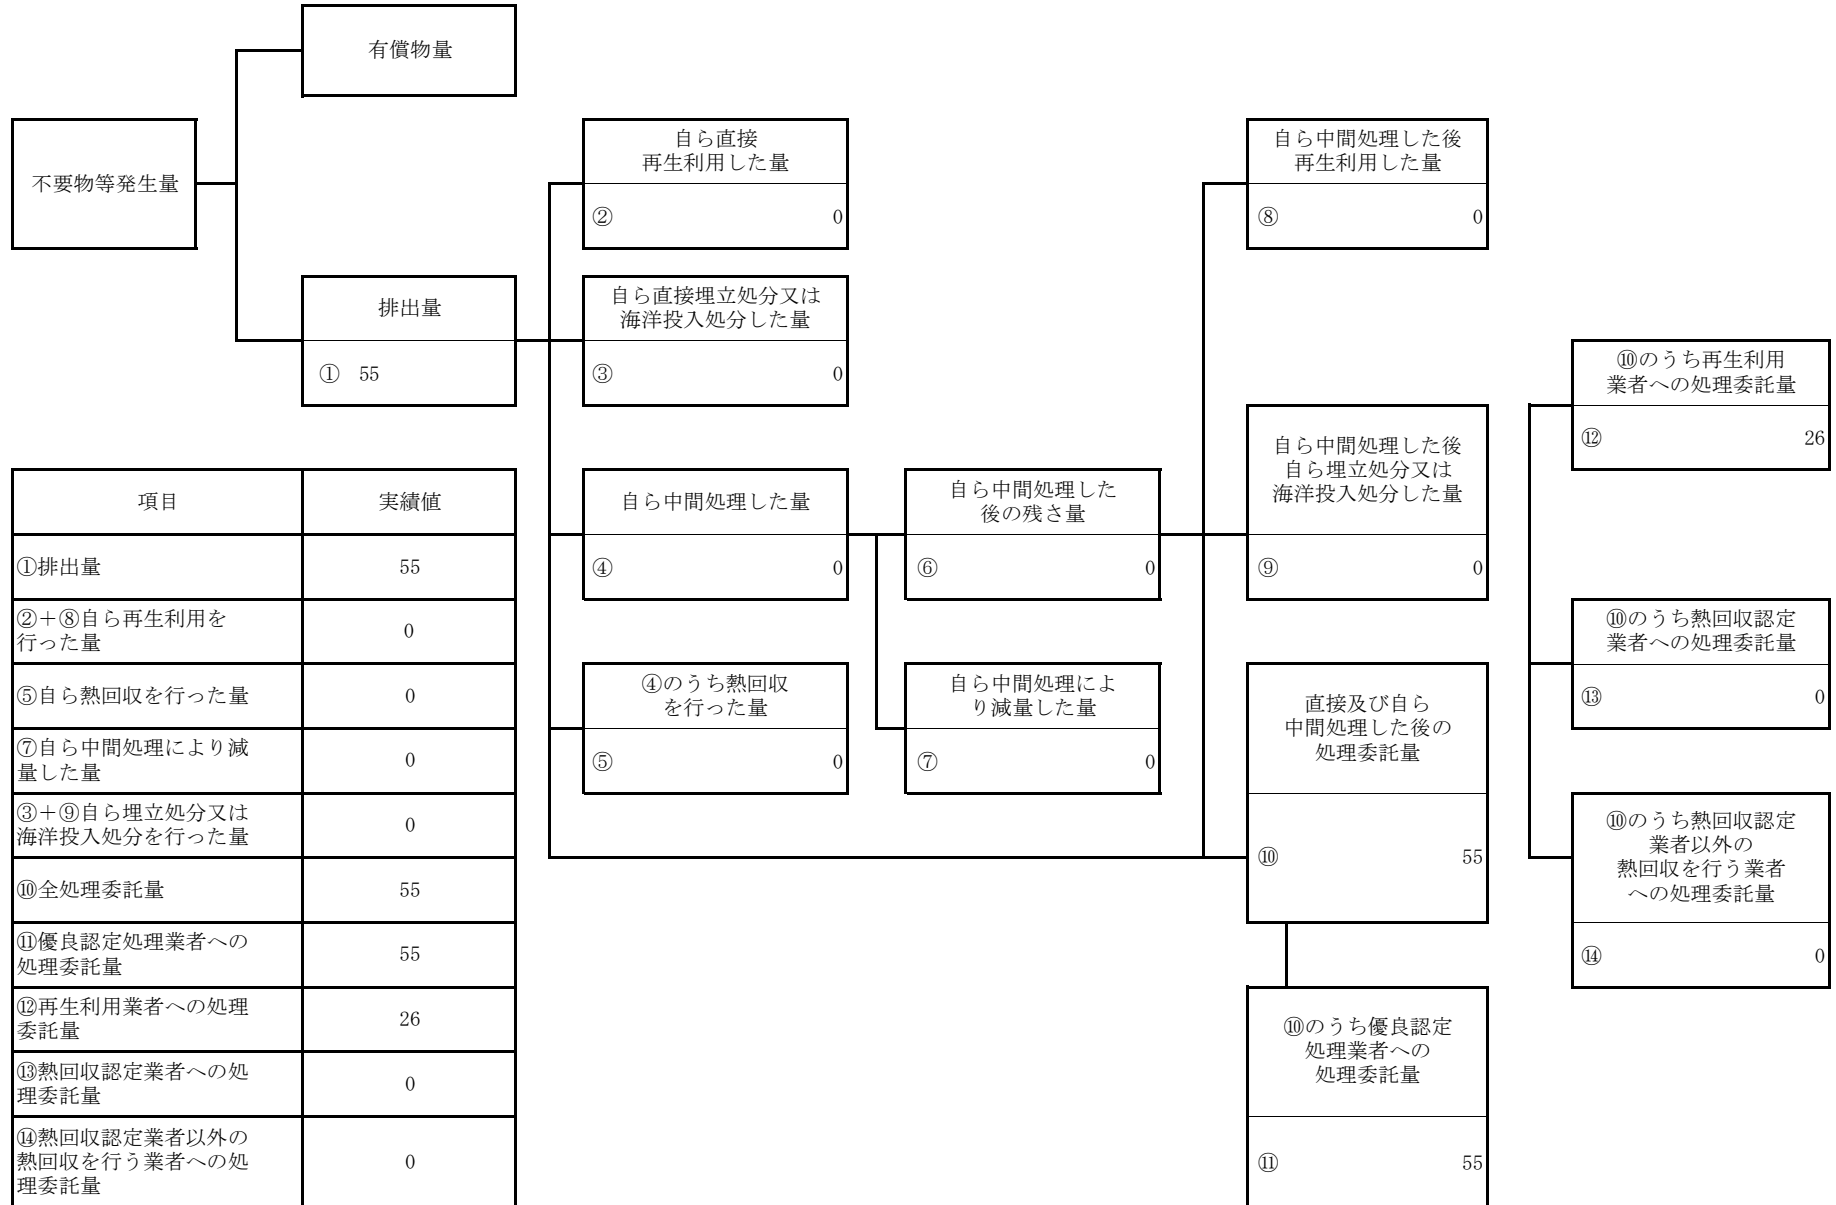 有償物量
不要物等発生量
排出量
① 55
自ら直接
再生利用した量
② 0
自ら直接埋立処分又は
海洋投入処分した量
③ 0
自ら中間処理した量
④ 0
④のうち熱回収
を行った量
⑤ 0
自ら中間処理した
後の残さ量
⑥ 0
自ら中間処理によ
り減量した量
⑦ 0
自ら中間処理した後
再生利用した量
⑧ 0
自ら中間処理した後
自ら埋立処分又は
海洋投入処分した量
⑨ 0
直接及び自ら
中間処理した後の
処理委託量
⑩ 55
⑩のうち優良認定
処理業者への
処理委託量
⑪ 55
⑩のうち再生利用
業者への処理委託量
⑫ 26
⑩のうち熱回収認定
業者への処理委託量
⑬ 0
⑩のうち熱回収認定
業者以外の
熱回収を行う業者
への処理委託量
⑭ 0
項目 実績値
①排出量 55
②+⑧自ら再生利用を
行った量 0
⑤自ら熱回収を行った量 0
⑦自ら中間処理により減
量した量 0
③+⑨自ら埋立処分又は
海洋投入処分を行った量 0
⑩全処理委託量 55
⑪優良認定処理業者への
処理委託量 55
⑫再生利用業者への処理
委託量 26
⑬熱回収認定業者への処
理委託量 0
⑭熱回収認定業者以外の
熱回収を行う業者への処
理委託量 0